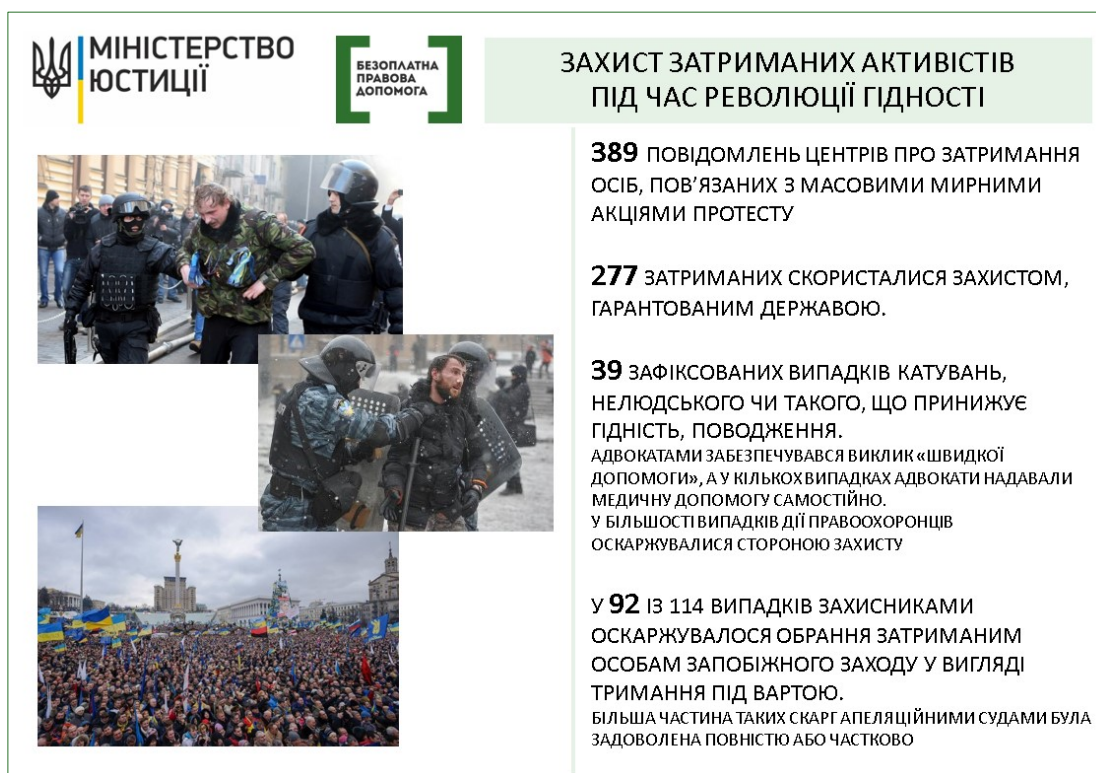 МІНІСТЕРСТВО
ЮСТИЦІЇ
БЕЗОПЛАТНА
ПРАВОВА
ДОПОМОГА
ЗАХИСТ ЗАТРИМАНИХ АКТИВІСТІВ
ПІД ЧАС РЕВОЛЮЦІЇ ГІДНОСТІ
389 ПОВІДОМЛЕНЬ ЦЕНТРІВ ПРО ЗАТРИМАННЯ
ОСІБ, ПОВ’ЯЗАНИХ З МАСОВИМИ МИРНИМИ
АКЦІЯМИ ПРОТЕСТУ
277 ЗАТРИМАНИХ СКОРИСТАЛИСЯ ЗАХИСТОМ,
ГАРАНТОВАНИМ ДЕРЖАВОЮ.
39 ЗАФІКСОВАНИХ ВИПАДКІВ КАТУВАНЬ,
НЕЛЮДСЬКОГО ЧИ ТАКОГО, ЩО ПРИНИЖУЄ
ГІДНІСТЬ, ПОВОДЖЕННЯ.
АДВОКАТАМИ ЗАБЕЗПЕЧУВАВСЯ ВИКЛИК «ШВИДКОЇ
ДОПОМОГИ», А У КІЛЬКОХ ВИПАДКАХ АДВОКАТИ НАДАВАЛИ
МЕДИЧНУ ДОПОМОГУ САМОСТІЙНО.
У БІЛЬШОСТІ ВИПАДКІВ ДІЇ ПРАВООХОРОНЦІВ
ОСКАРЖУВАЛИСЯ СТОРОНОЮ ЗАХИСТУ
У 92 ІЗ 114 ВИПАДКІВ ЗАХИСНИКАМИ
ОСКАРЖУВАЛОСЯ ОБРАННЯ ЗАТРИМАНИМ
ОСОБАМ ЗАПОБІЖНОГО ЗАХОДУ У ВИГЛЯДІ
ТРИМАННЯ ПІД ВАРТОЮ.
БІЛЬША ЧАСТИНА ТАКИХ СКАРГ АПЕЛЯЦІЙНИМИ СУДАМИ БУЛА
ЗАДОВОЛЕНА ПОВНІСТЮ АБО ЧАСТКОВО